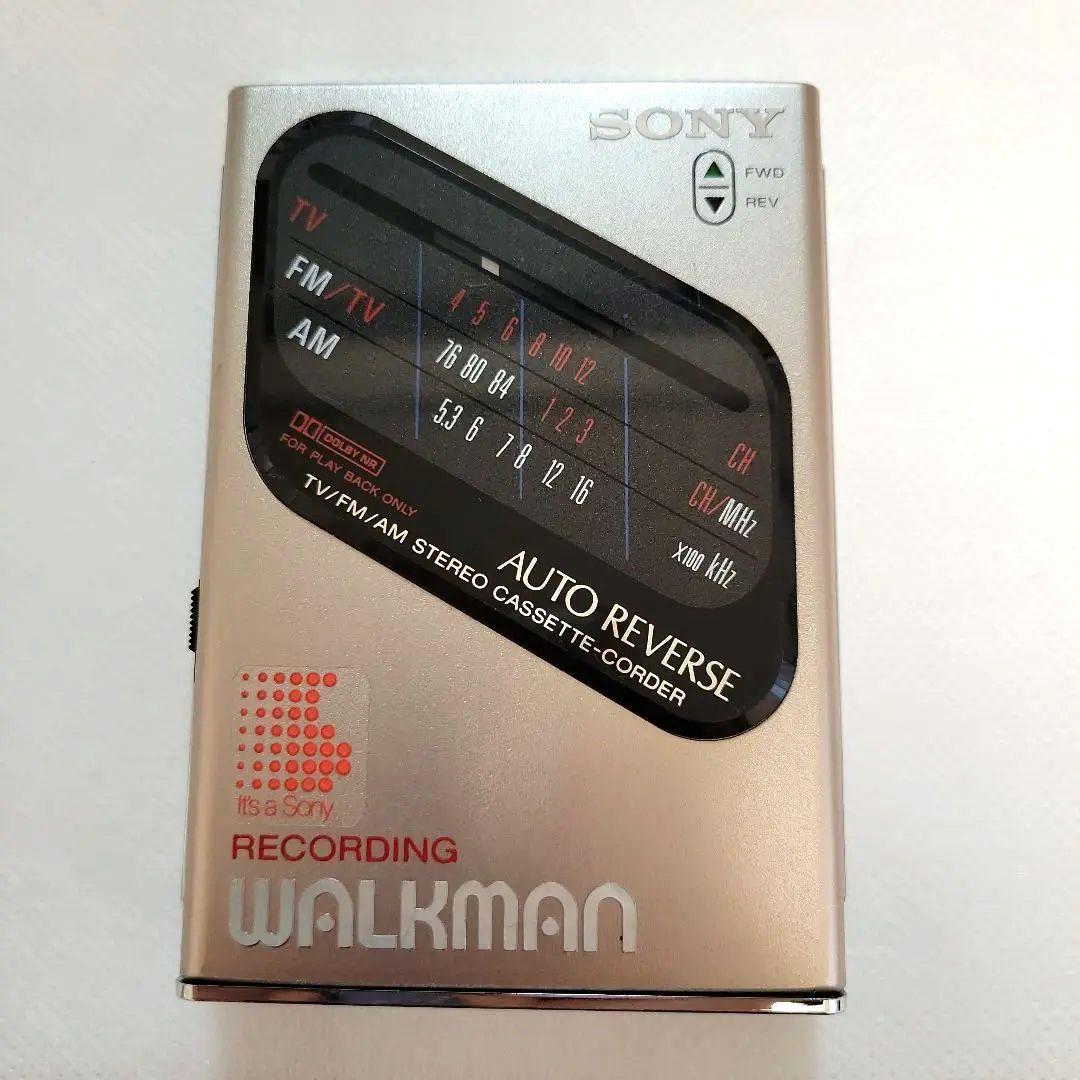 SONY
FWD
REV
TV
4 5 6 8 10 12
CH
FM/TV
76 80 84 1 2 3
CH/MHz
AM
5.3 6 7 8 12 16
X100 kHz
DOLBY NR
FOR PLAY BACK ONLY
AUTO REVERSE
TV/FM/AM STEREO CASSETTE-CORDER
It's a Sony
RECORDING
WALKMAN